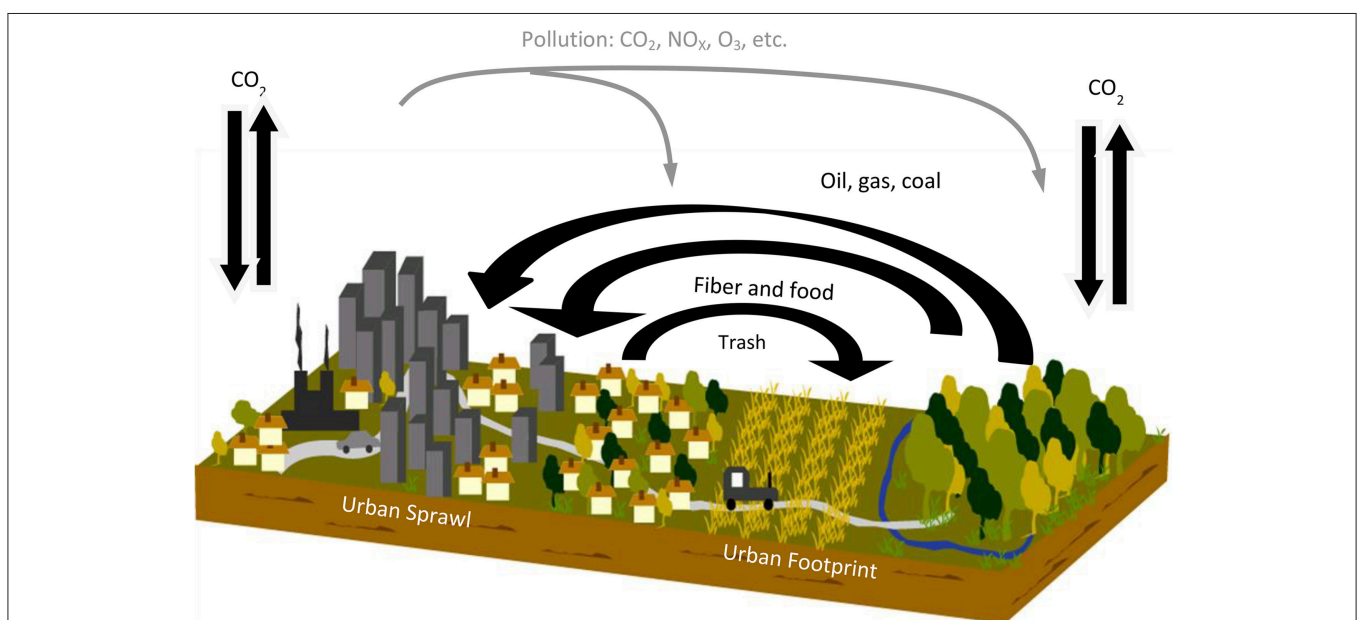 Pollution: CO₂, NOₓ, O₃, etc.
CO₂
CO₂
Oil, gas, coal
Fiber and food
Trash
Urban Sprawl
Urban Footprint